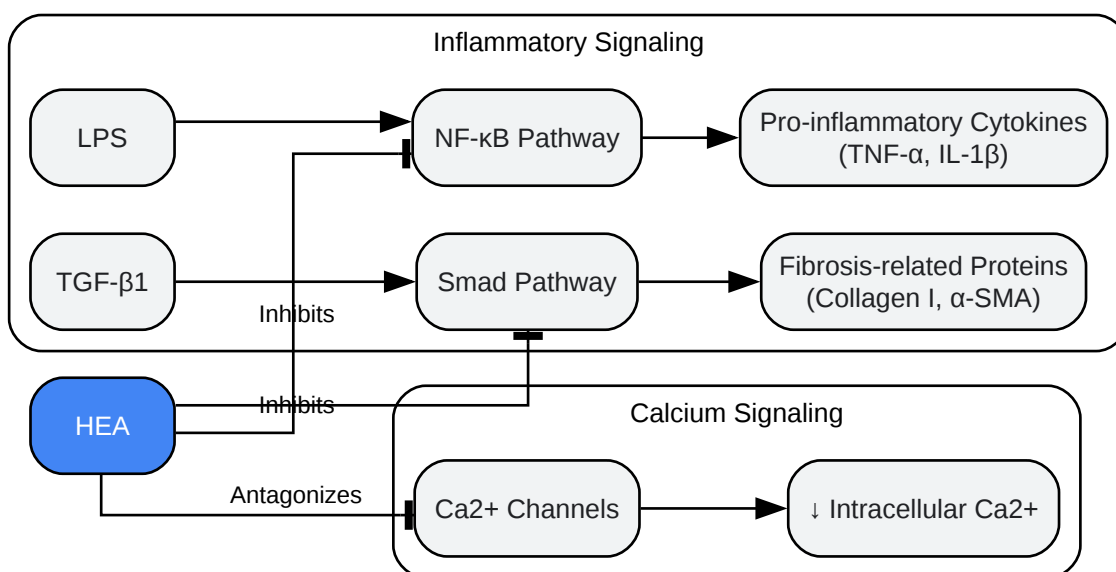 Inflammatory Signaling
LPS
NF-κB Pathway
Pro-inflammatory Cytokines
(TNF-α, IL-1β)
TGF-β1
Smad Pathway
Fibrosis-related Proteins
(Collagen I, α-SMA)
Inhibits
HEA
Inhibits
Calcium Signaling
Antagonizes
Ca2+ Channels
↓ Intracellular Ca2+